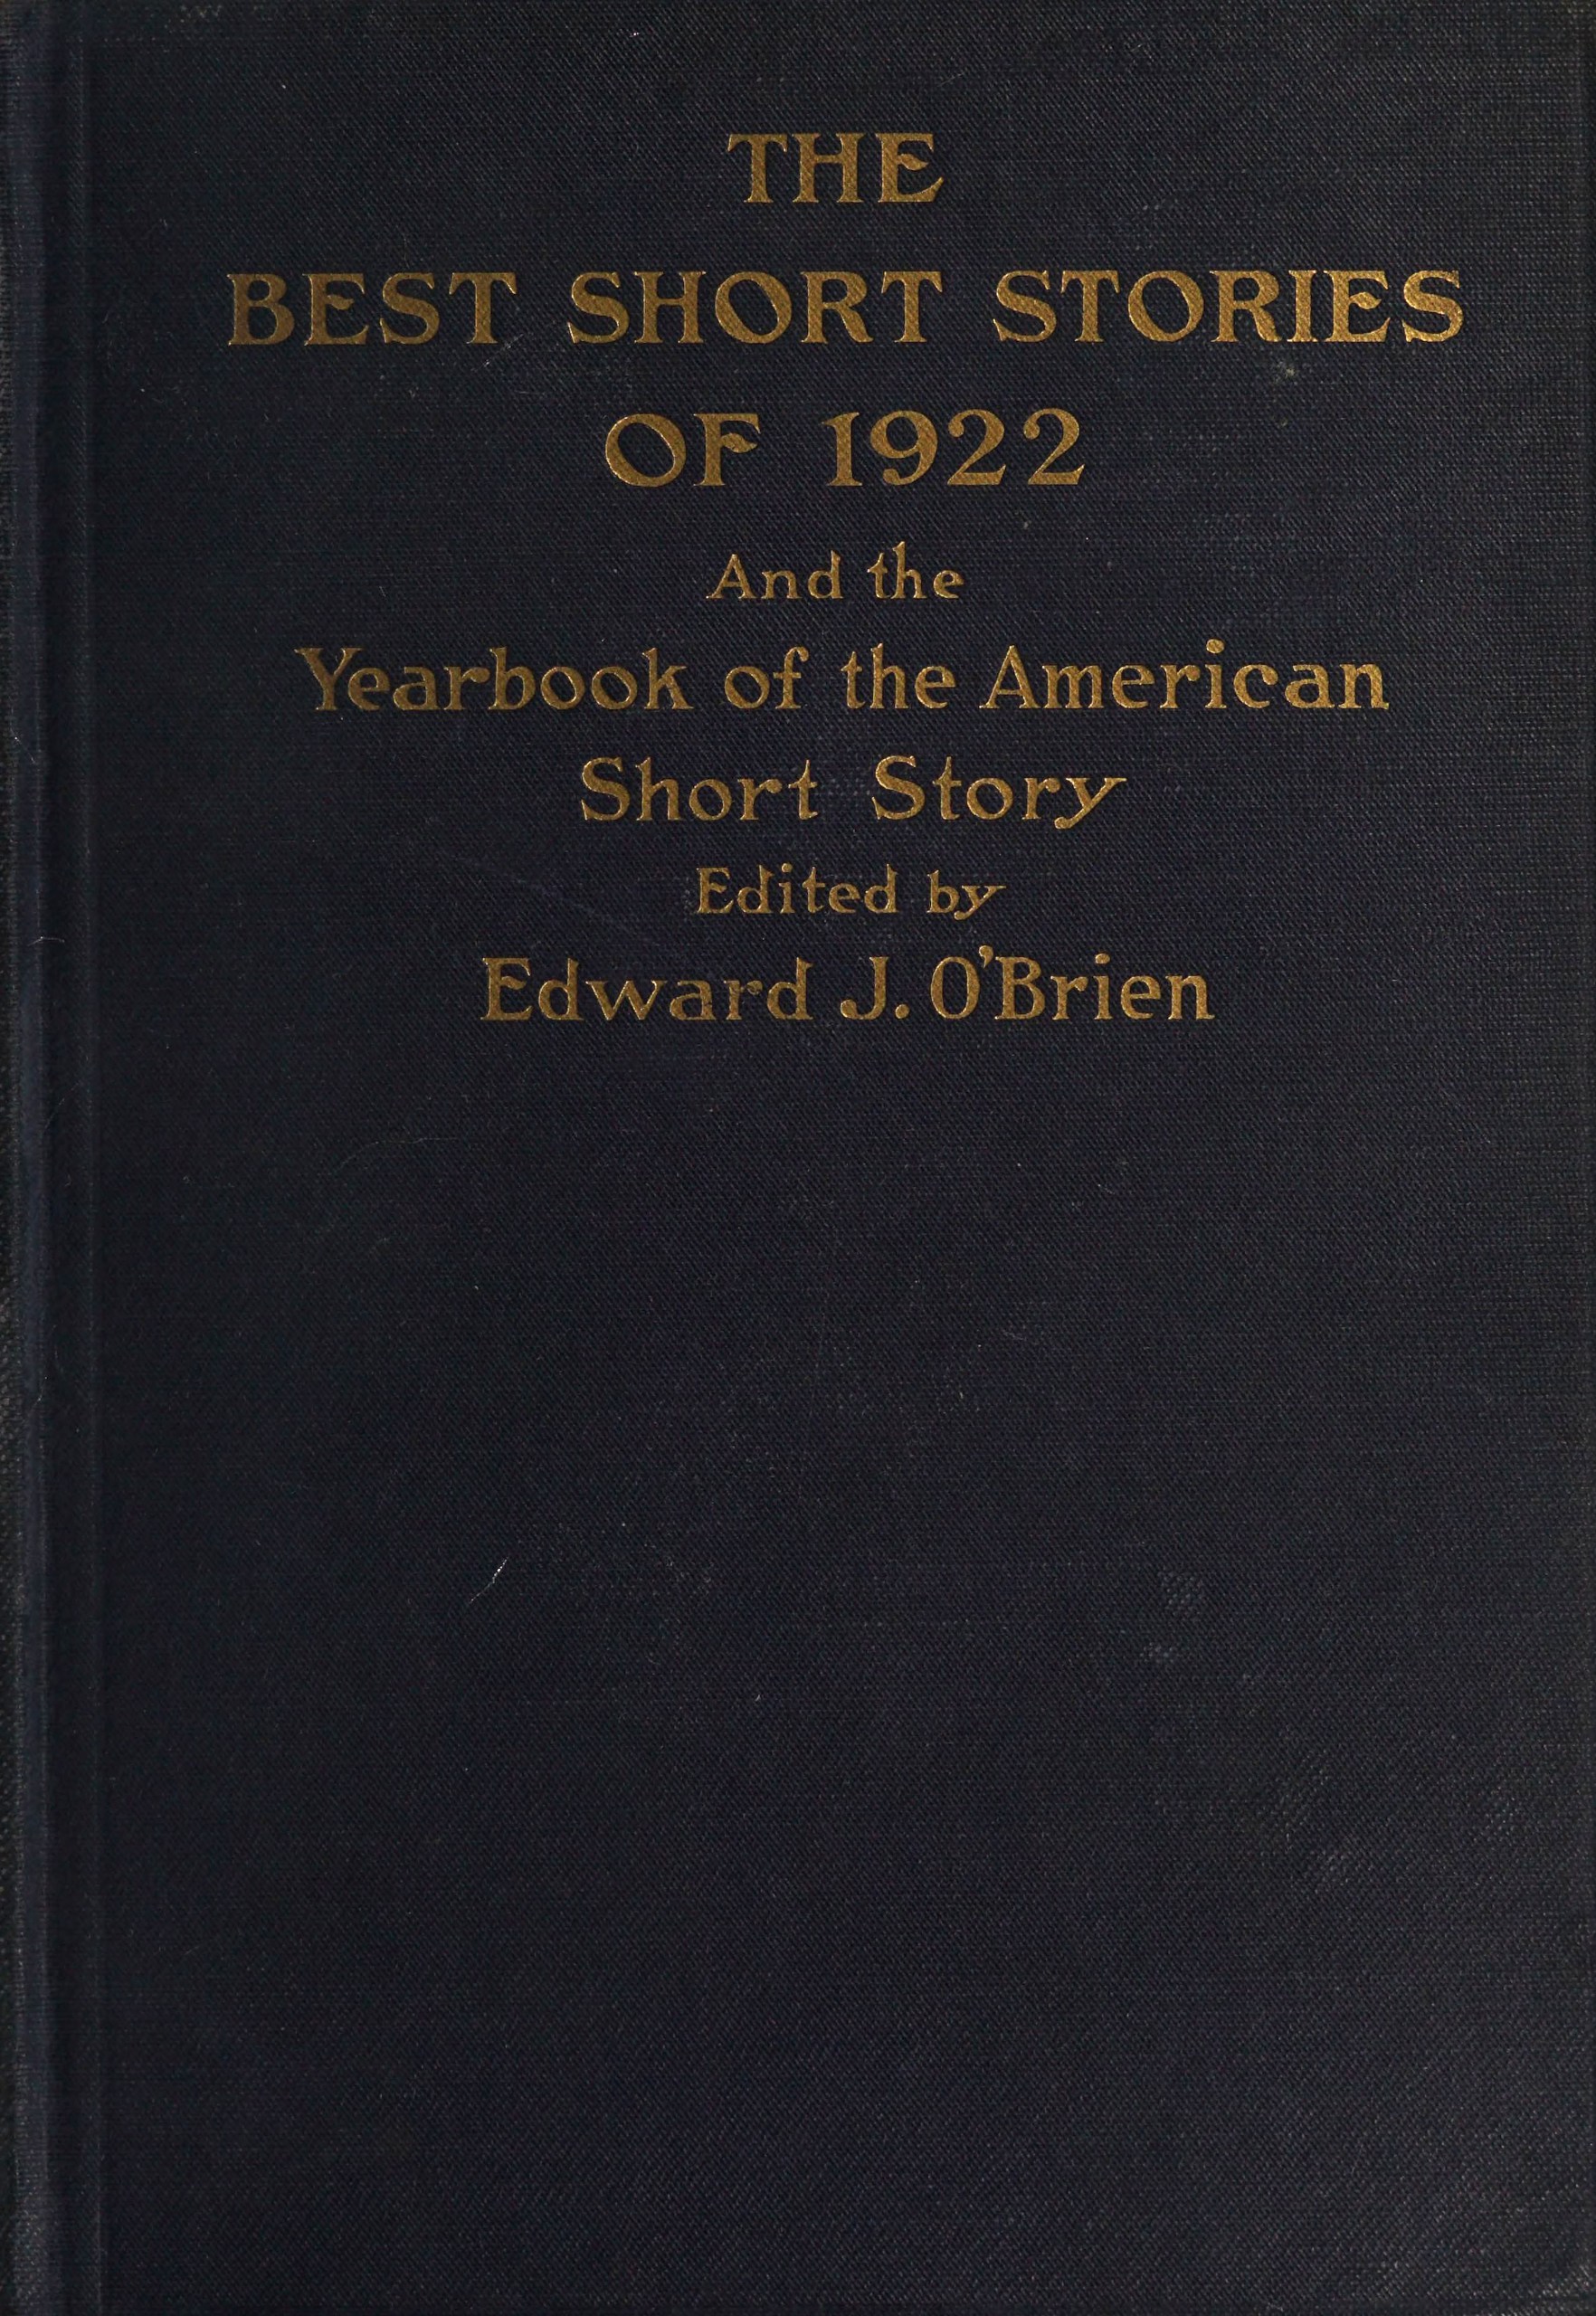 THE
BEST SHORT STORIES
OF 1922
And the
Yearbook of the American
Short Story
Edited by
Edward J. O'Brien